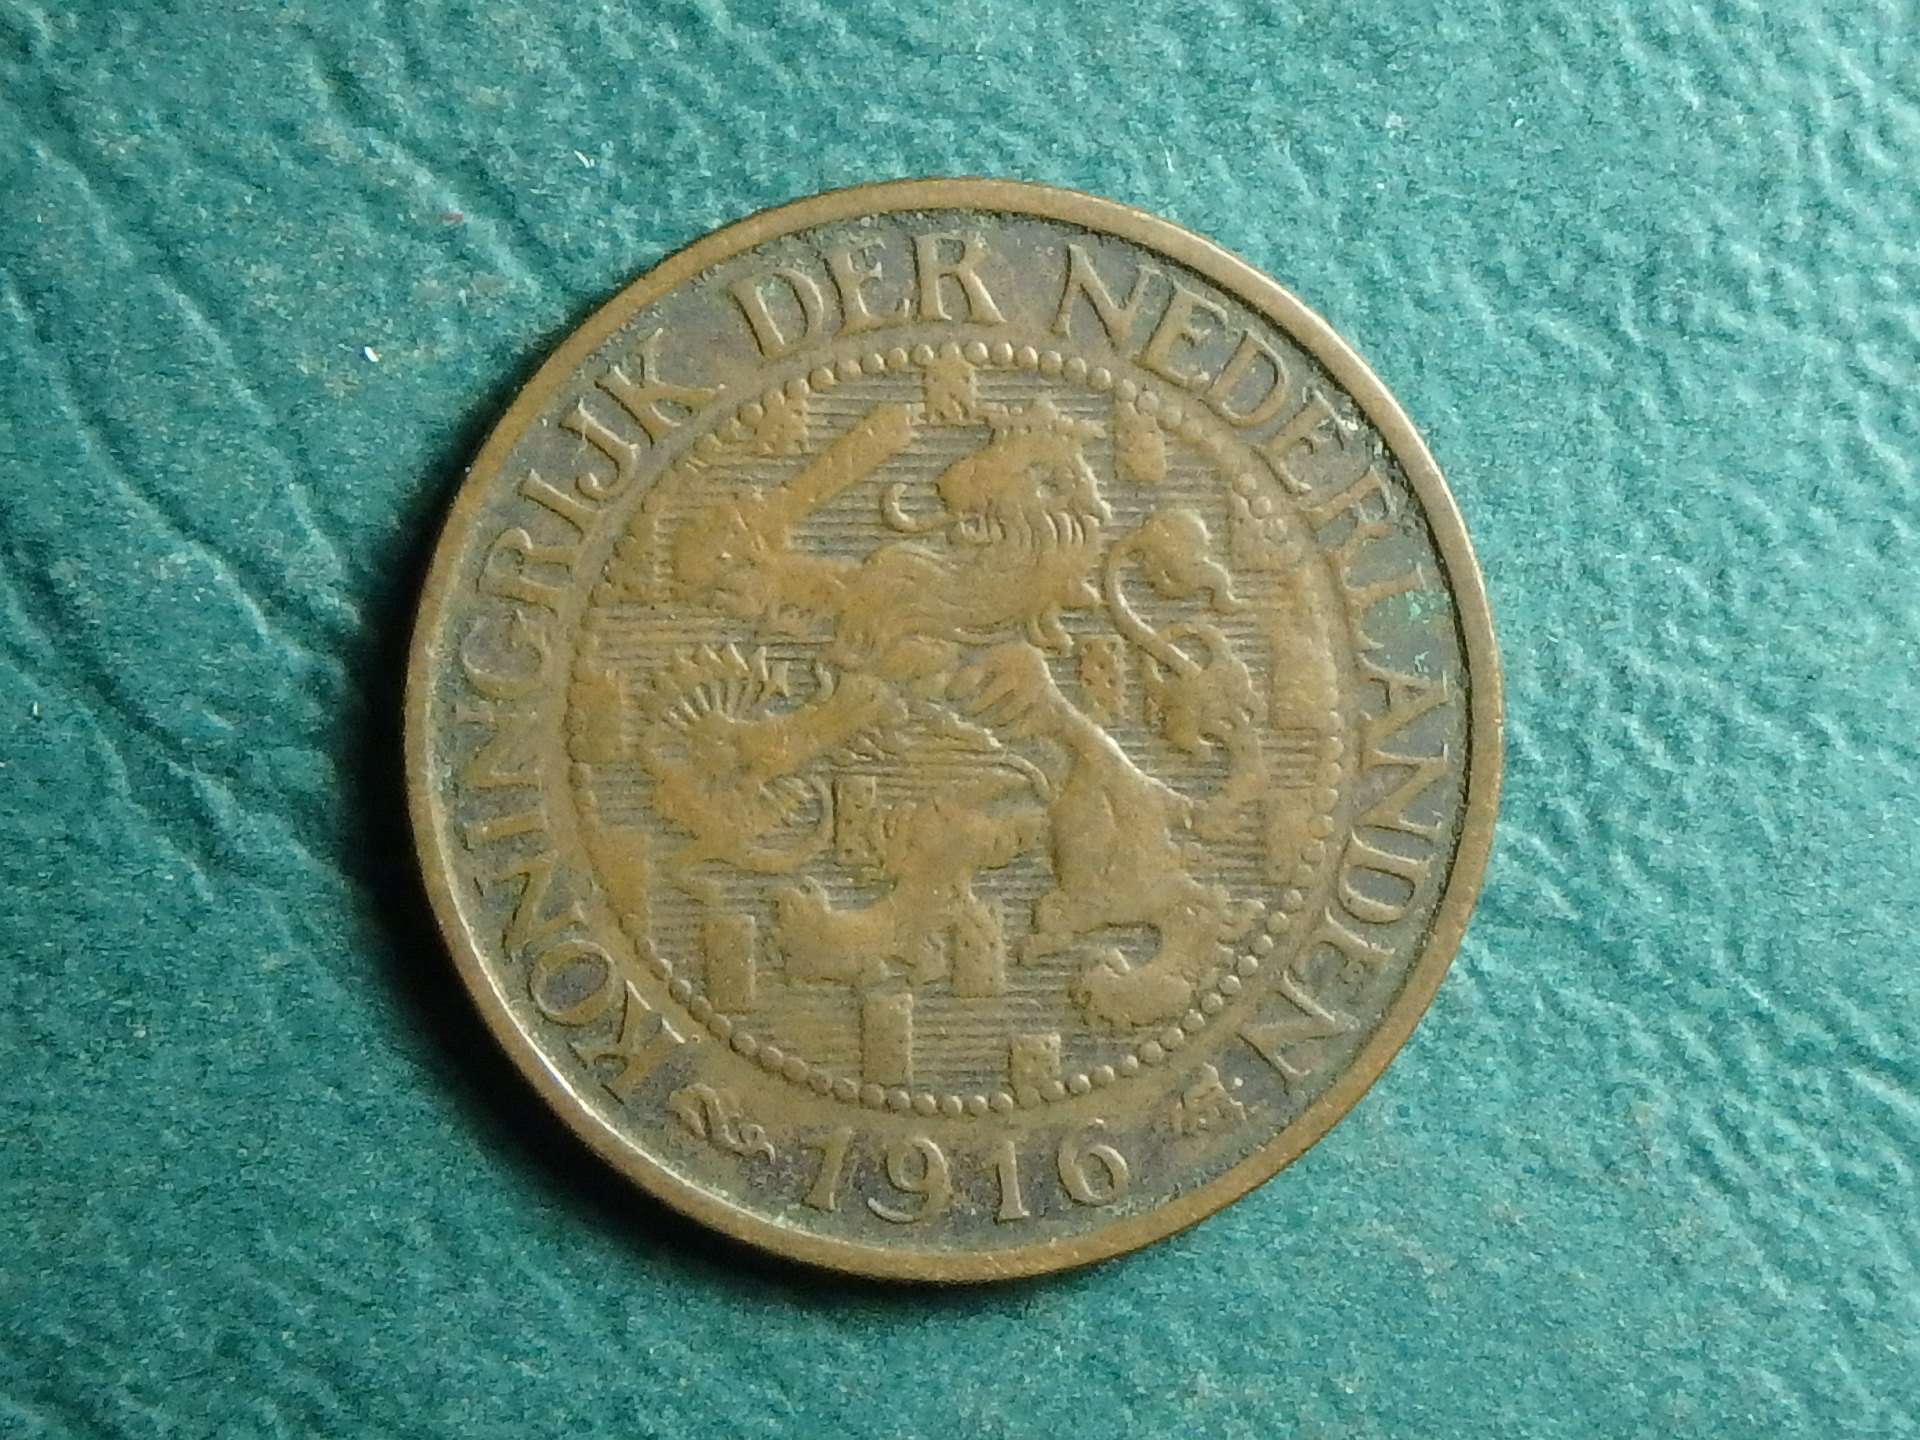 KONINGRIJK DER NEDERLANDEN
1916